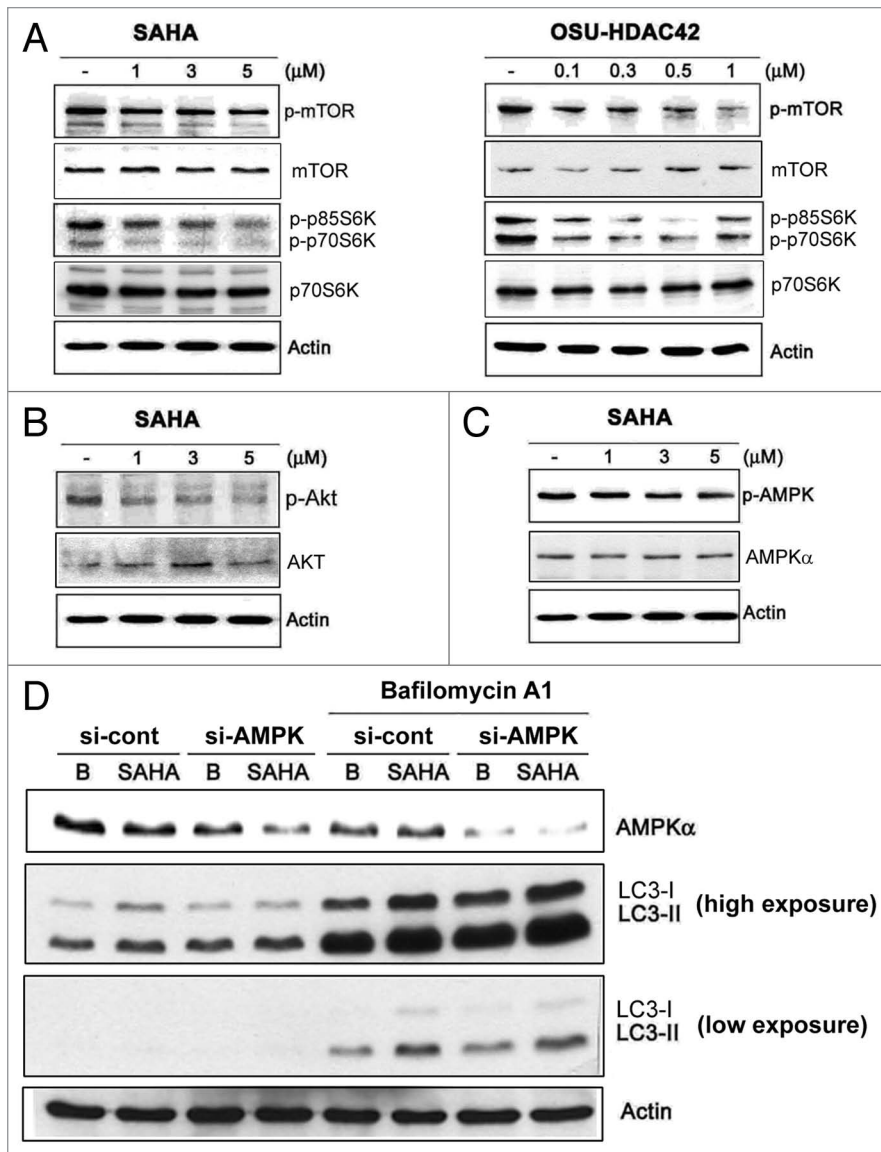 A
SAHA
- 1 3 5 (μM)
p-mTOR
mTOR
p-p85S6K
p-p70S6K
p70S6K
Actin
OSU-HDAC42
- 0.1 0.3 0.5 1 (μM)
p-mTOR
mTOR
p-p85S6K
p-p70S6K
p70S6K
Actin
B
SAHA
- 1 3 5 (μM)
p-Akt
AKT
Actin
C
SAHA
- 1 3 5 (μM)
p-AMPK
AMPKα
Actin
D
Bafilomycin A1
si-cont si-AMPK si-cont si-AMPK
B SAHA B SAHA B SAHA B SAHA
AMPKα
LC3-I
LC3-II (high exposure)
LC3-I
LC3-II (low exposure)
Actin